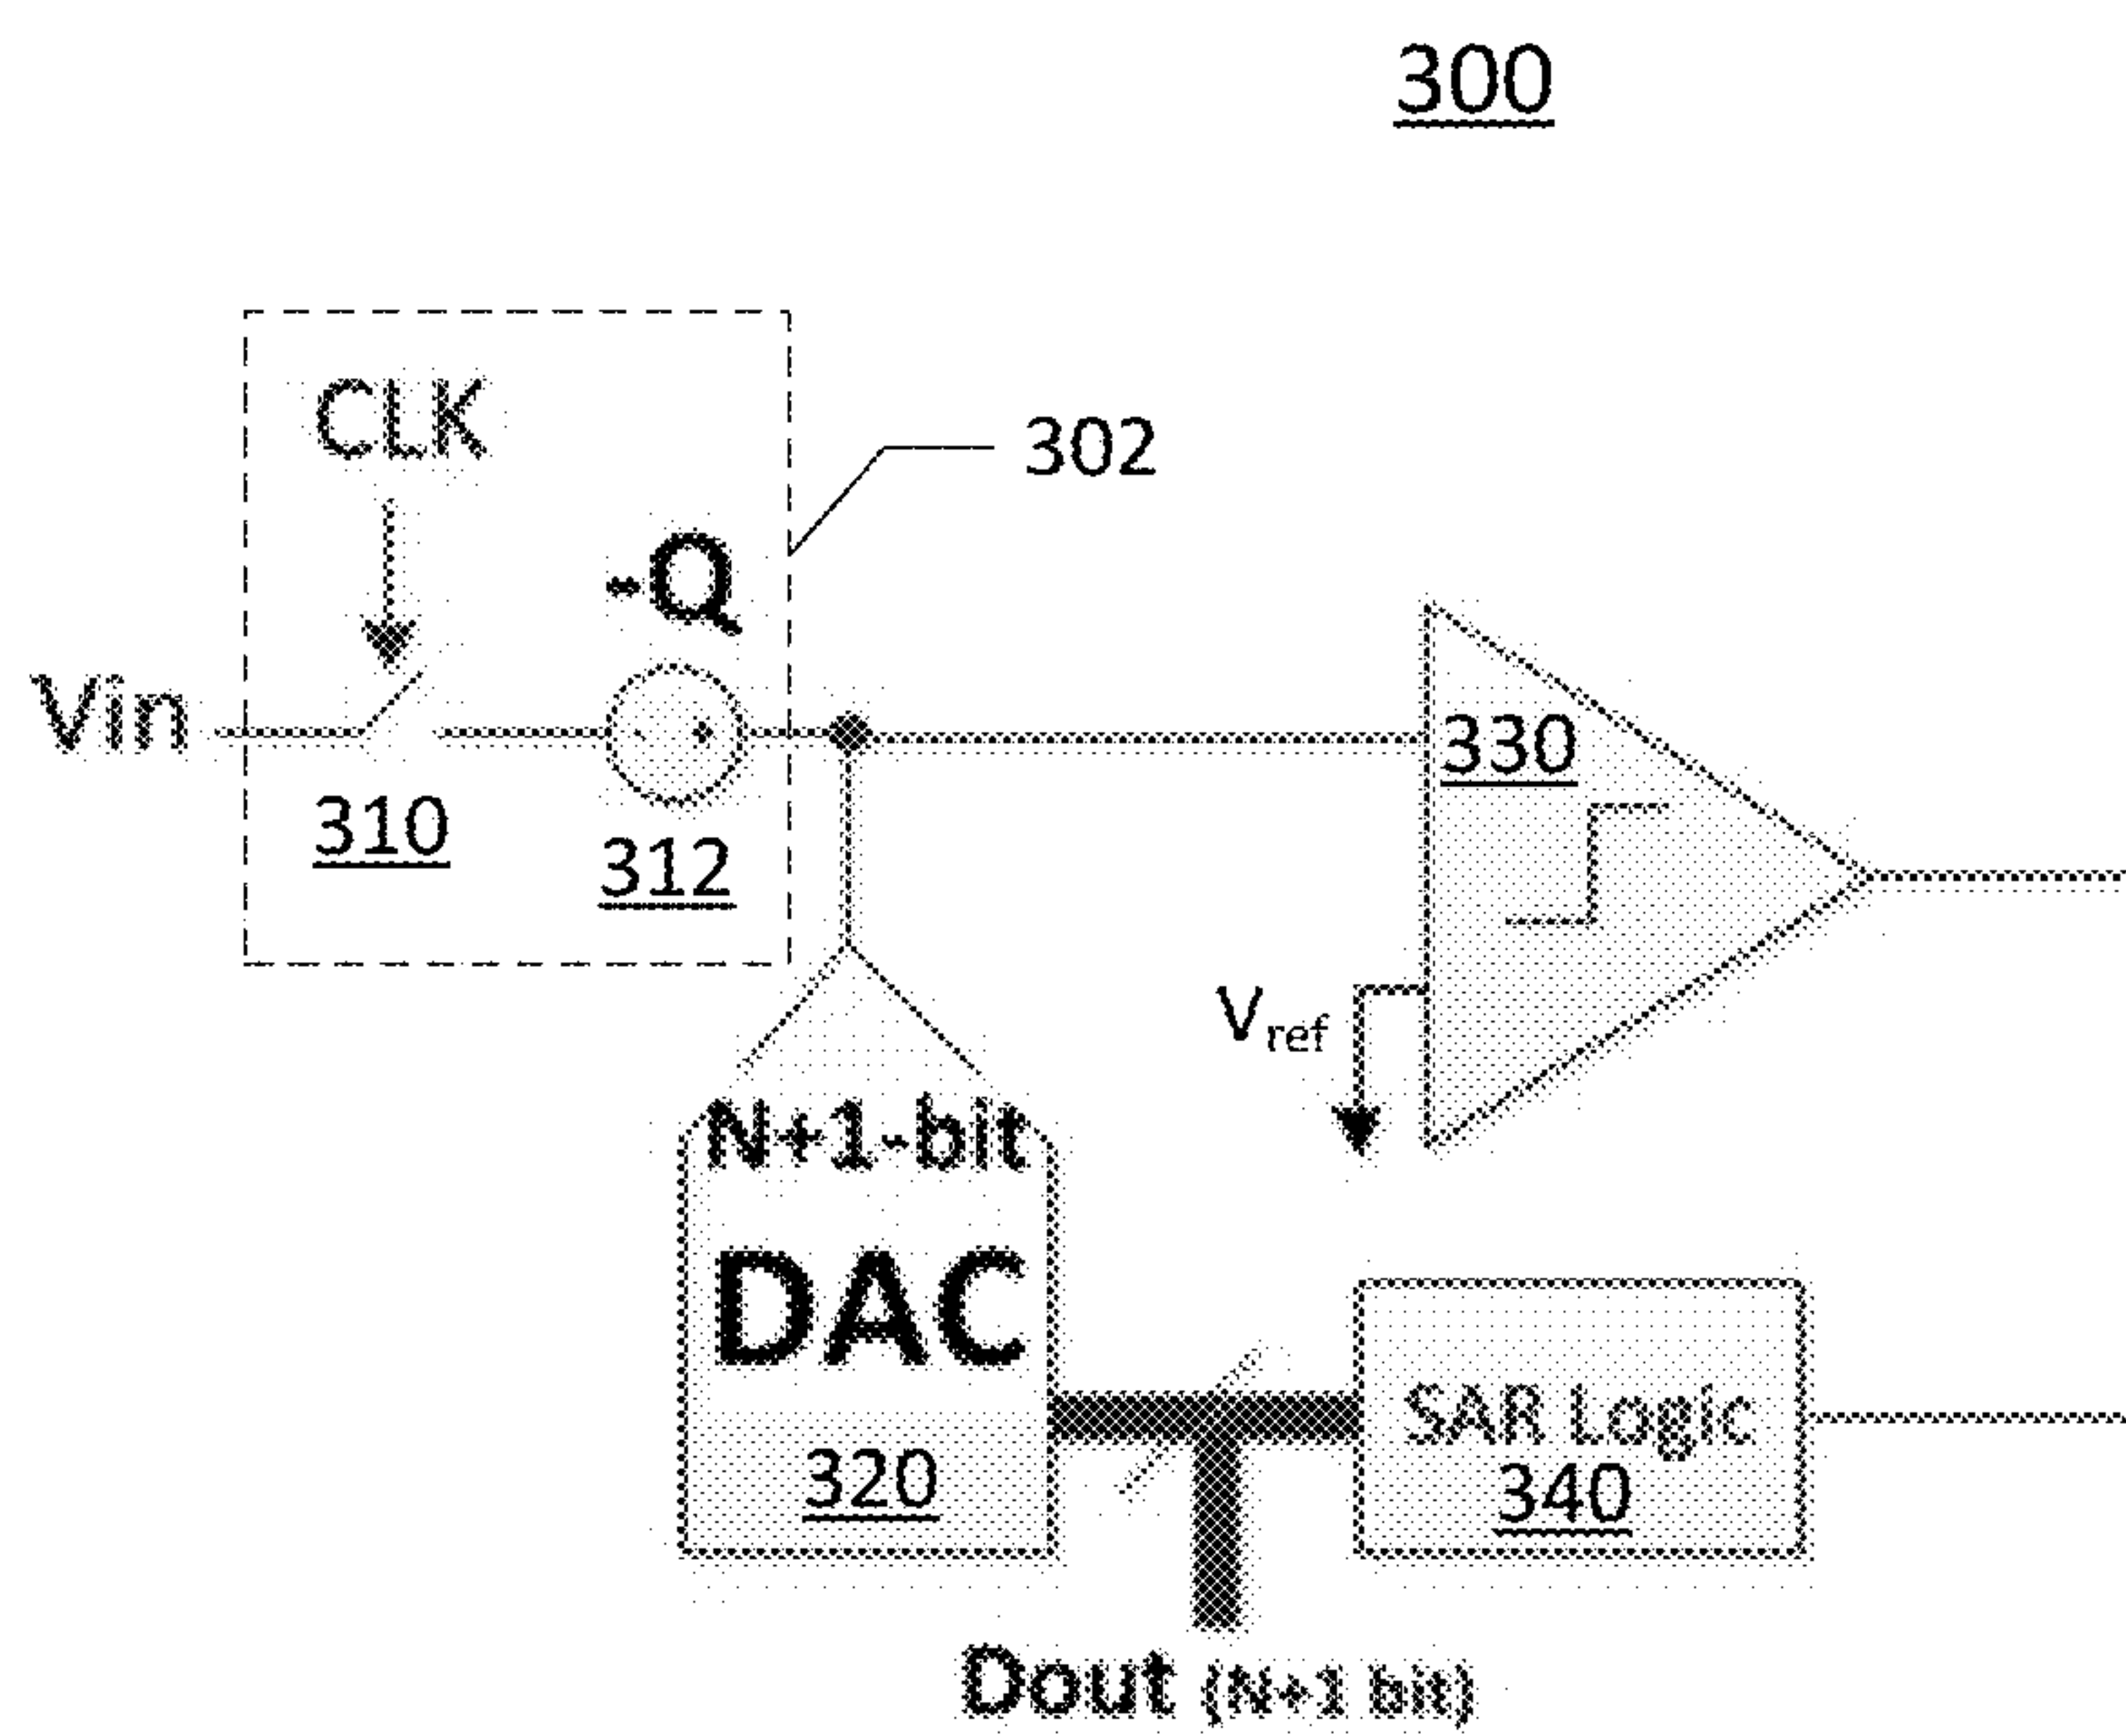 300
CLK
302
-Q
Vin
330
310
312
Vref
N+1-bit
DAC
SAR Logic
320
340
Dout (N+1 bit)